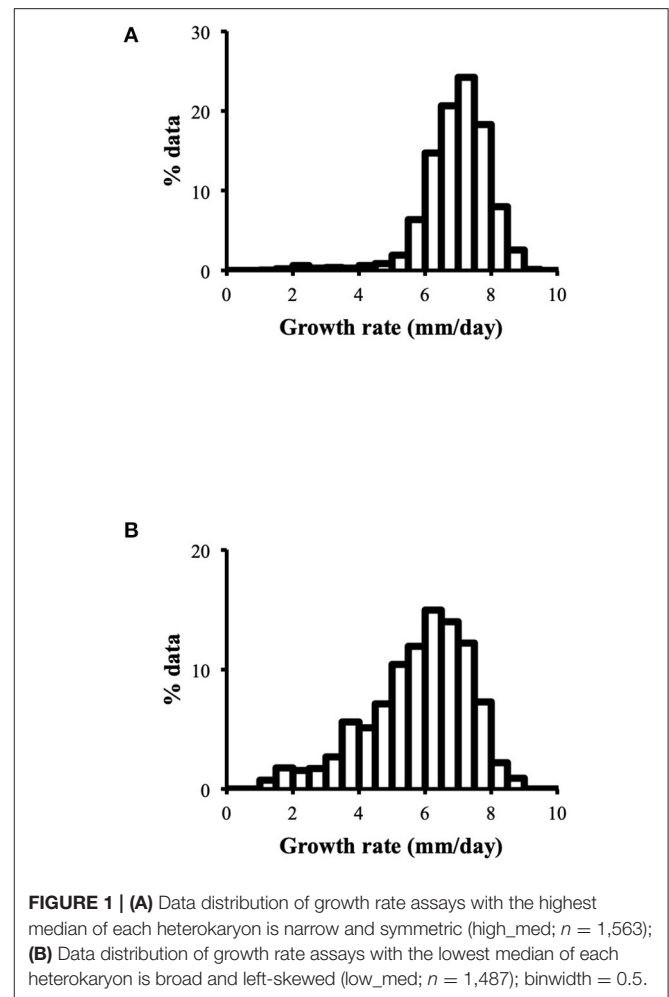 A
30
20
10
0
% data
0 2 4 6 8 10
Growth rate (mm/day)
B
20
10
0
% data
0 2 4 6 8 10
Growth rate (mm/day)
FIGURE 1 | (A) Data distribution of growth rate assays with the highest
median of each heterokaryon is narrow and symmetric (high_med; n = 1,563);
(B) Data distribution of growth rate assays with the lowest median of each
heterokaryon is broad and left-skewed (low_med; n = 1,487); binwidth = 0.5.